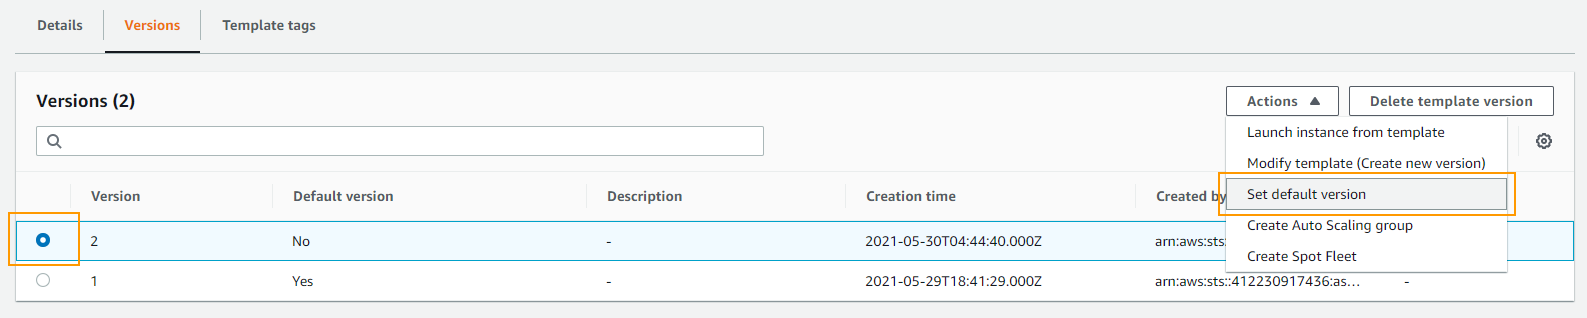 Details Versions Template tags
Versions (2) Actions Delete template version
Launch instance from template
Modify template (Create new version)
Version Default version Description Creation time Created by Set default version
2 No - 2021-05-30T04:44:40.000Z arn:aws:sts:
Create Auto Scaling group
Create Spot Fleet
1 Yes - 2021-05-29T18:41:29.000Z arn:aws:sts::412230917436:as... -